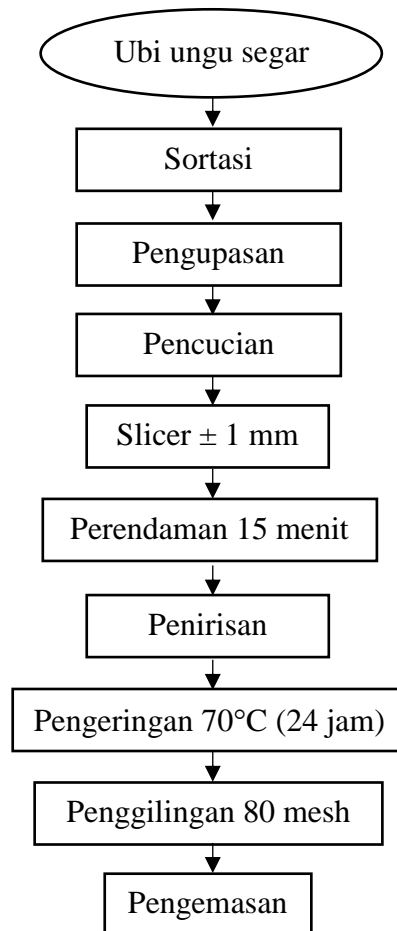 Ubi ungu segar
Sortasi
Pengupasan
Pencucian
Slicer ± 1 mm
Perendaman 15 menit
Penirisan
Pengeringan 70°C (24 jam)
Penggilingan 80 mesh
Pengemasan